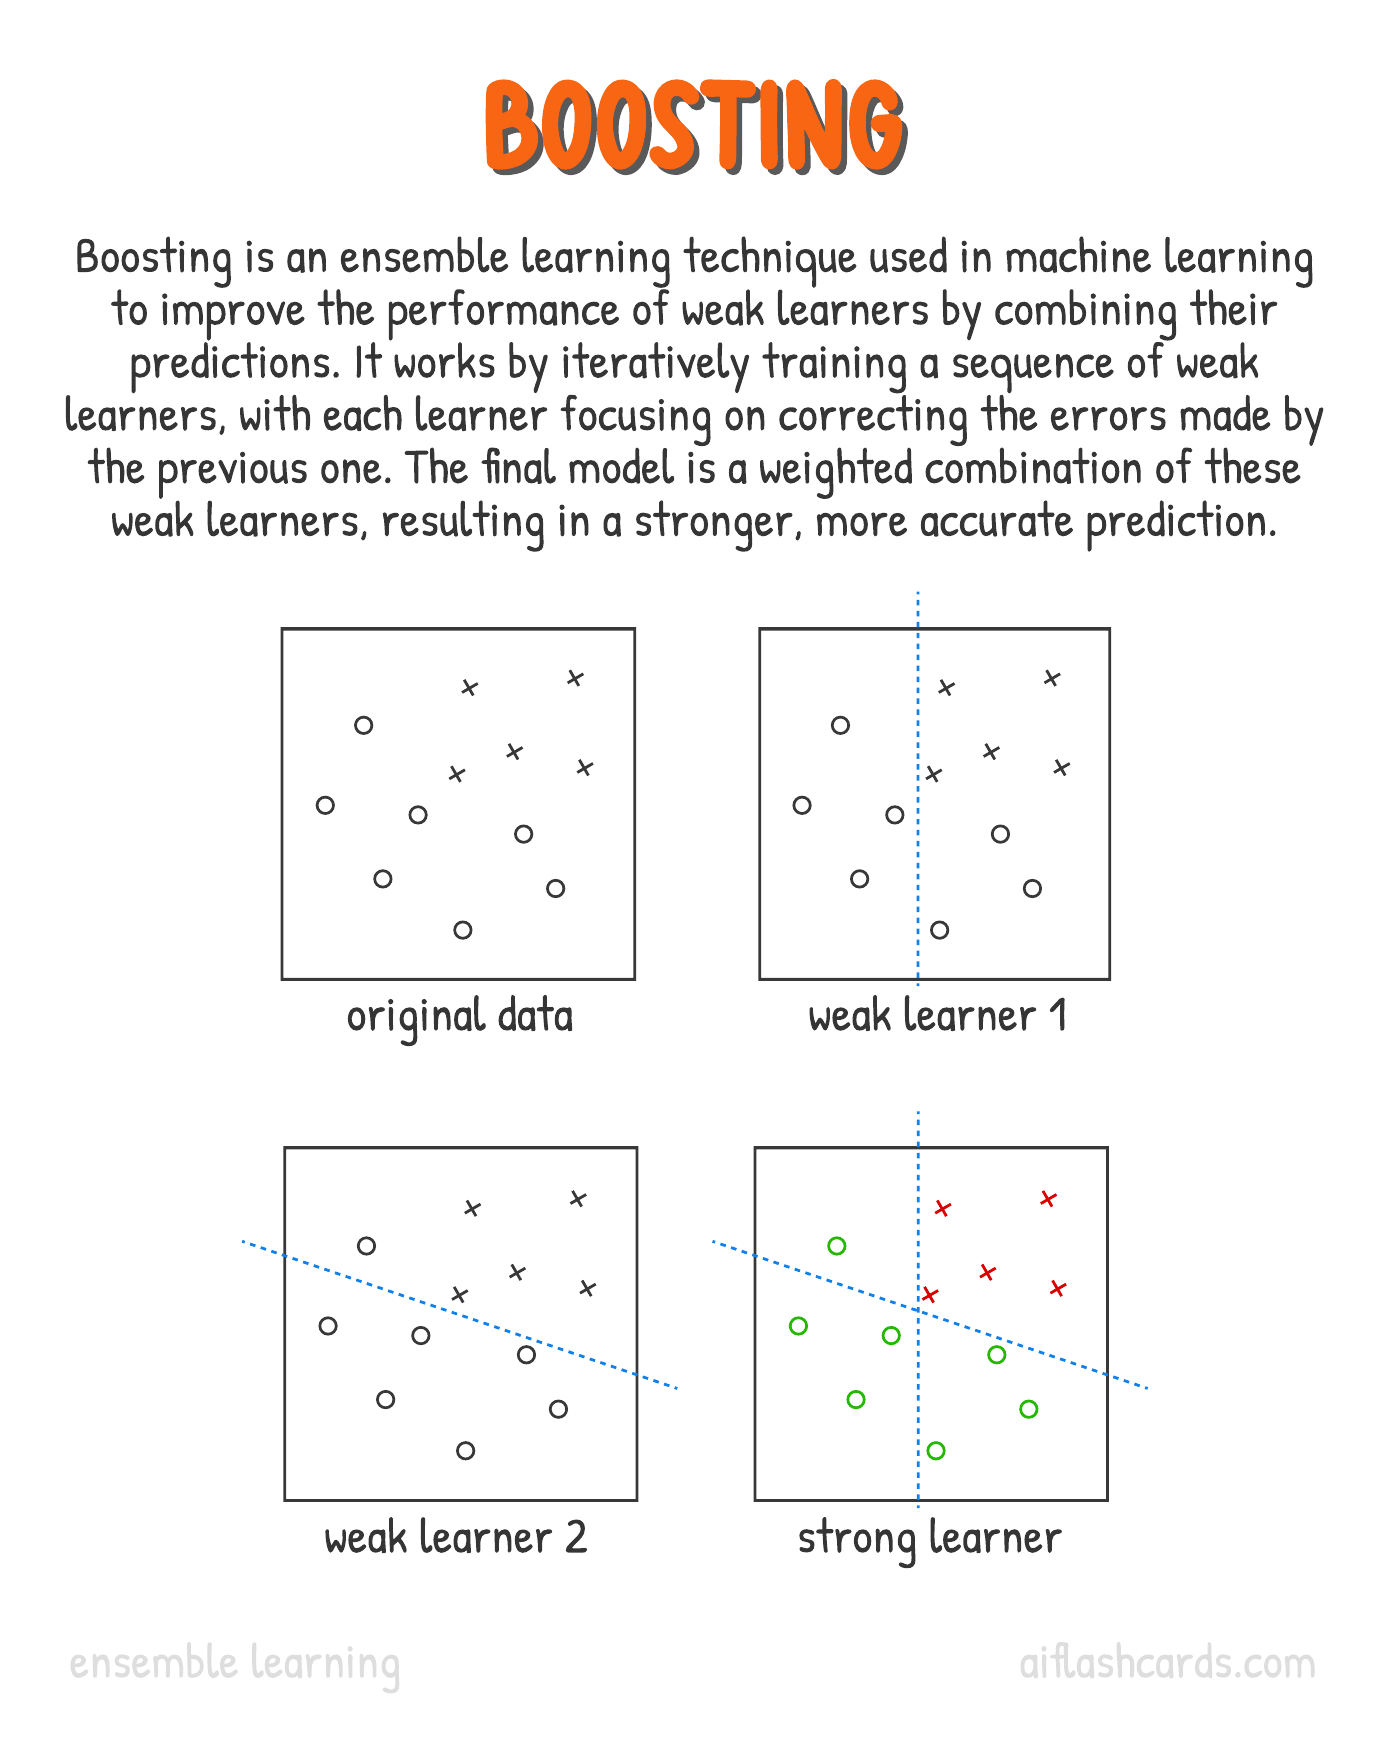 BOOSTING
Boosting is an ensemble learning technique used in machine learning
to improve the performance of weak learners by combining their
predictions. It works by iteratively training a sequence of weak
learners, with each learner focusing on correcting the errors made by
the previous one. The final model is a weighted combination of these
weak learners, resulting in a stronger, more accurate prediction.
original data
weak learner 1
weak learner 2
strong learner
ensemble learning
aiflashcards.com